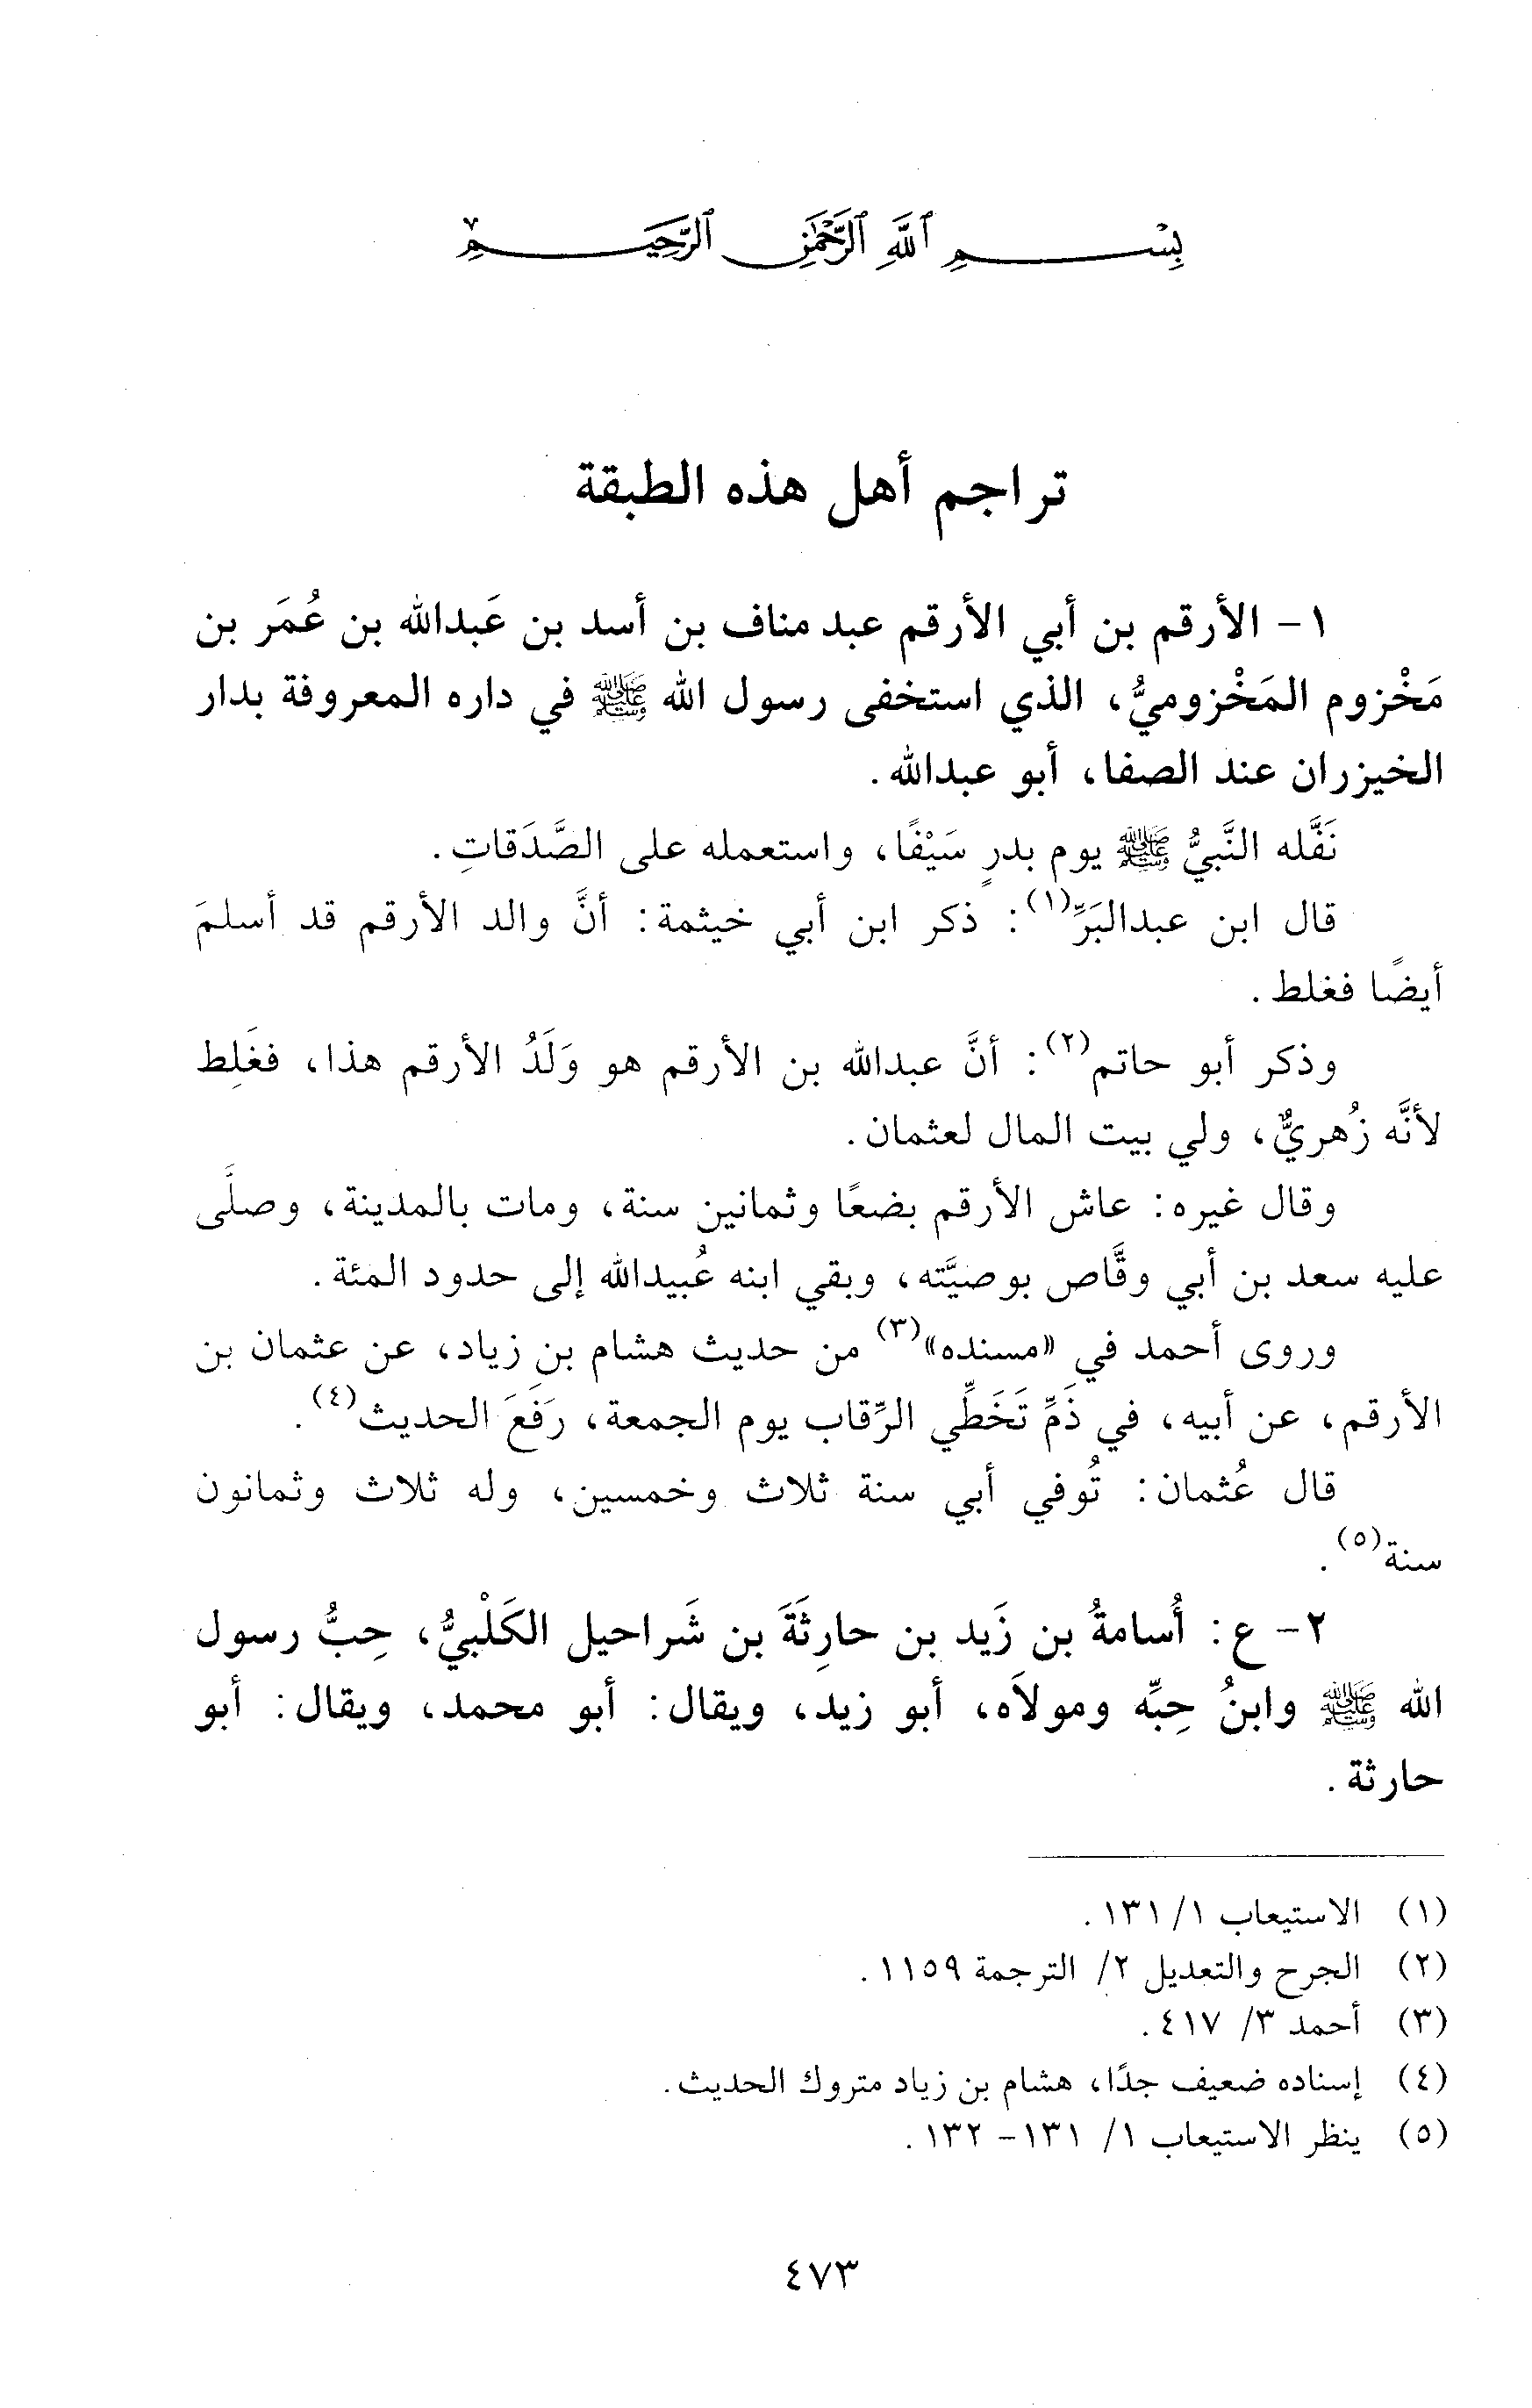 بِسْمِ ٱللَّهِ ٱلرَّحْمَٰنِ ٱلرَّحِيمِ
تراجم أهل هذه الطبقة
١- الأرقم بن أبي الأرقم عبد مناف بن أسد بن عَبدالله بن عُمَر بن
مَخْزوم المَخْزوميُّ، الذي استخفى رسول الله ﷺ في داره المعروفة بدار
الخيزران عند الصفا، أبو عبدالله.
نَفَّله النَّبيُّ ﷺ يوم بدرٍ سَيْفًا، واستعمله على الصَّدَقاتِ.
قال ابن عبدالبَرِّ(١): ذكر ابن أبي خيثمة: أنَّ والد الأرقم قد أسلمَ
أيضًا فغلط.
وذكر أبو حاتم(٢): أنَّ عبدالله بن الأرقم هو وَلَدُ الأرقم هذا، فغَلِط
لأنَّه زُهريٌّ، ولي بيت المال لعثمان.
وقال غيره: عاش الأرقم بضعًا وثمانين سنة، ومات بالمدينة، وصلَّى
عليه سعد بن أبي وقَّاص بوصيَّته، وبقي ابنه عُبيدالله إلى حدود المئة.
وروى أحمد في «مسنده»(٣) من حديث هشام بن زياد، عن عثمان بن
الأرقم، عن أبيه، في ذَمِّ تَخَطِّي الرِّقاب يوم الجمعة، رَفَعَ الحديث(٤).
قال عُثمان: تُوفي أبي سنة ثلاث وخمسين، وله ثلاث وثمانون
سنة(٥).
٢- ع: أُسامةُ بن زَيد بن حارِثَةَ بن شَراحيل الكَلْبيُّ، حِبُّ رسول
الله ﷺ وابنُ حِبِّه ومولاَه، أبو زيد، ويقال: أبو محمد، ويقال: أبو
حارثة.
(١) الاستيعاب ١/ ١٣١.
(٢) الجرح والتعديل ٢/ الترجمة ١١٥٩.
(٣) أحمد ٣/ ٤١٧.
(٤) إسناده ضعيف جدًا، هشام بن زياد متروك الحديث.
(٥) ينظر الاستيعاب ١/ ١٣١- ١٣٢.
٤٧٣